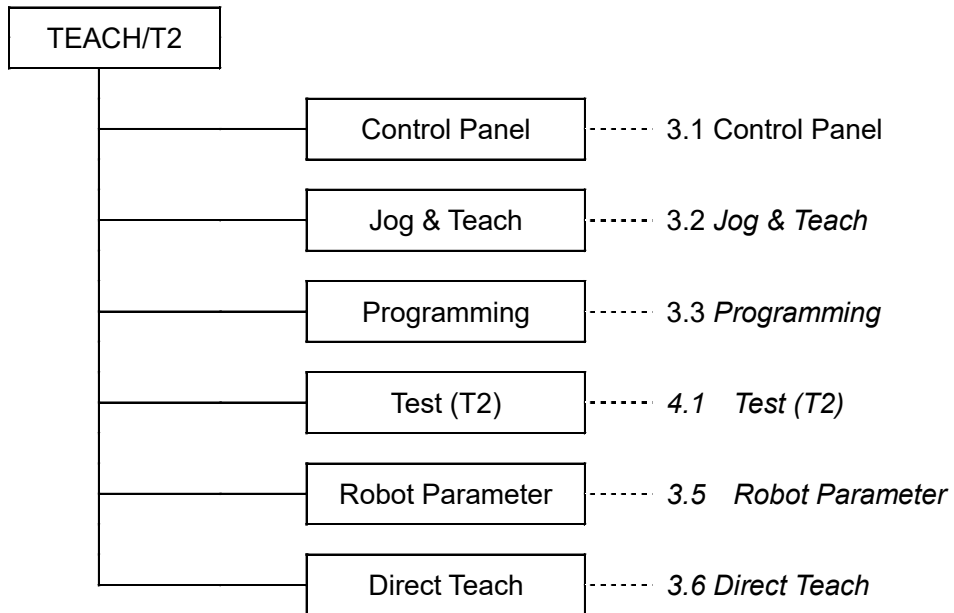 TEACH/T2
Control Panel 3.1 Control Panel
Jog & Teach 3.2 Jog & Teach
Programming 3.3 Programming
Test (T2) 4.1 Test (T2)
Robot Parameter 3.5 Robot Parameter
Direct Teach 3.6 Direct Teach